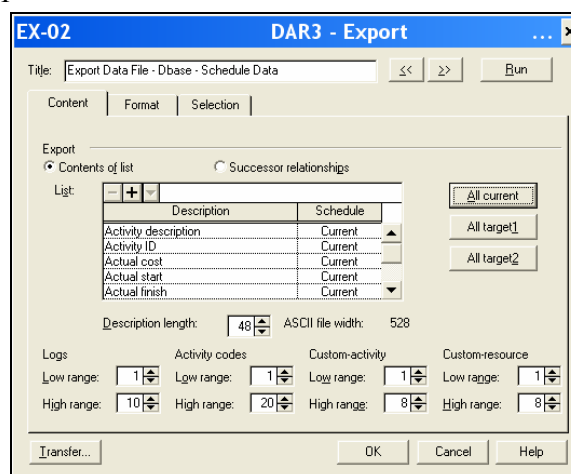 EX-02 DAR3 - Export ...
Title: Export Data File - Dbase - Schedule Data << >> Run
Content Format Selection
Export
Contents of list Successor relationships
List: All current
Description Schedule
Activity description Current
Activity ID Current All target1
Actual cost Current
Actual start Current All target2
Actual finish Current
Description length: 48 ASCII file width: 528
Logs Activity codes Custom-activity Custom-resource
Low range: 1 Low range: 1 Low range: 1 Low range: 1
High range: 10 High range: 20 High range: 8 High range: 8
Transfer... OK Cancel Help